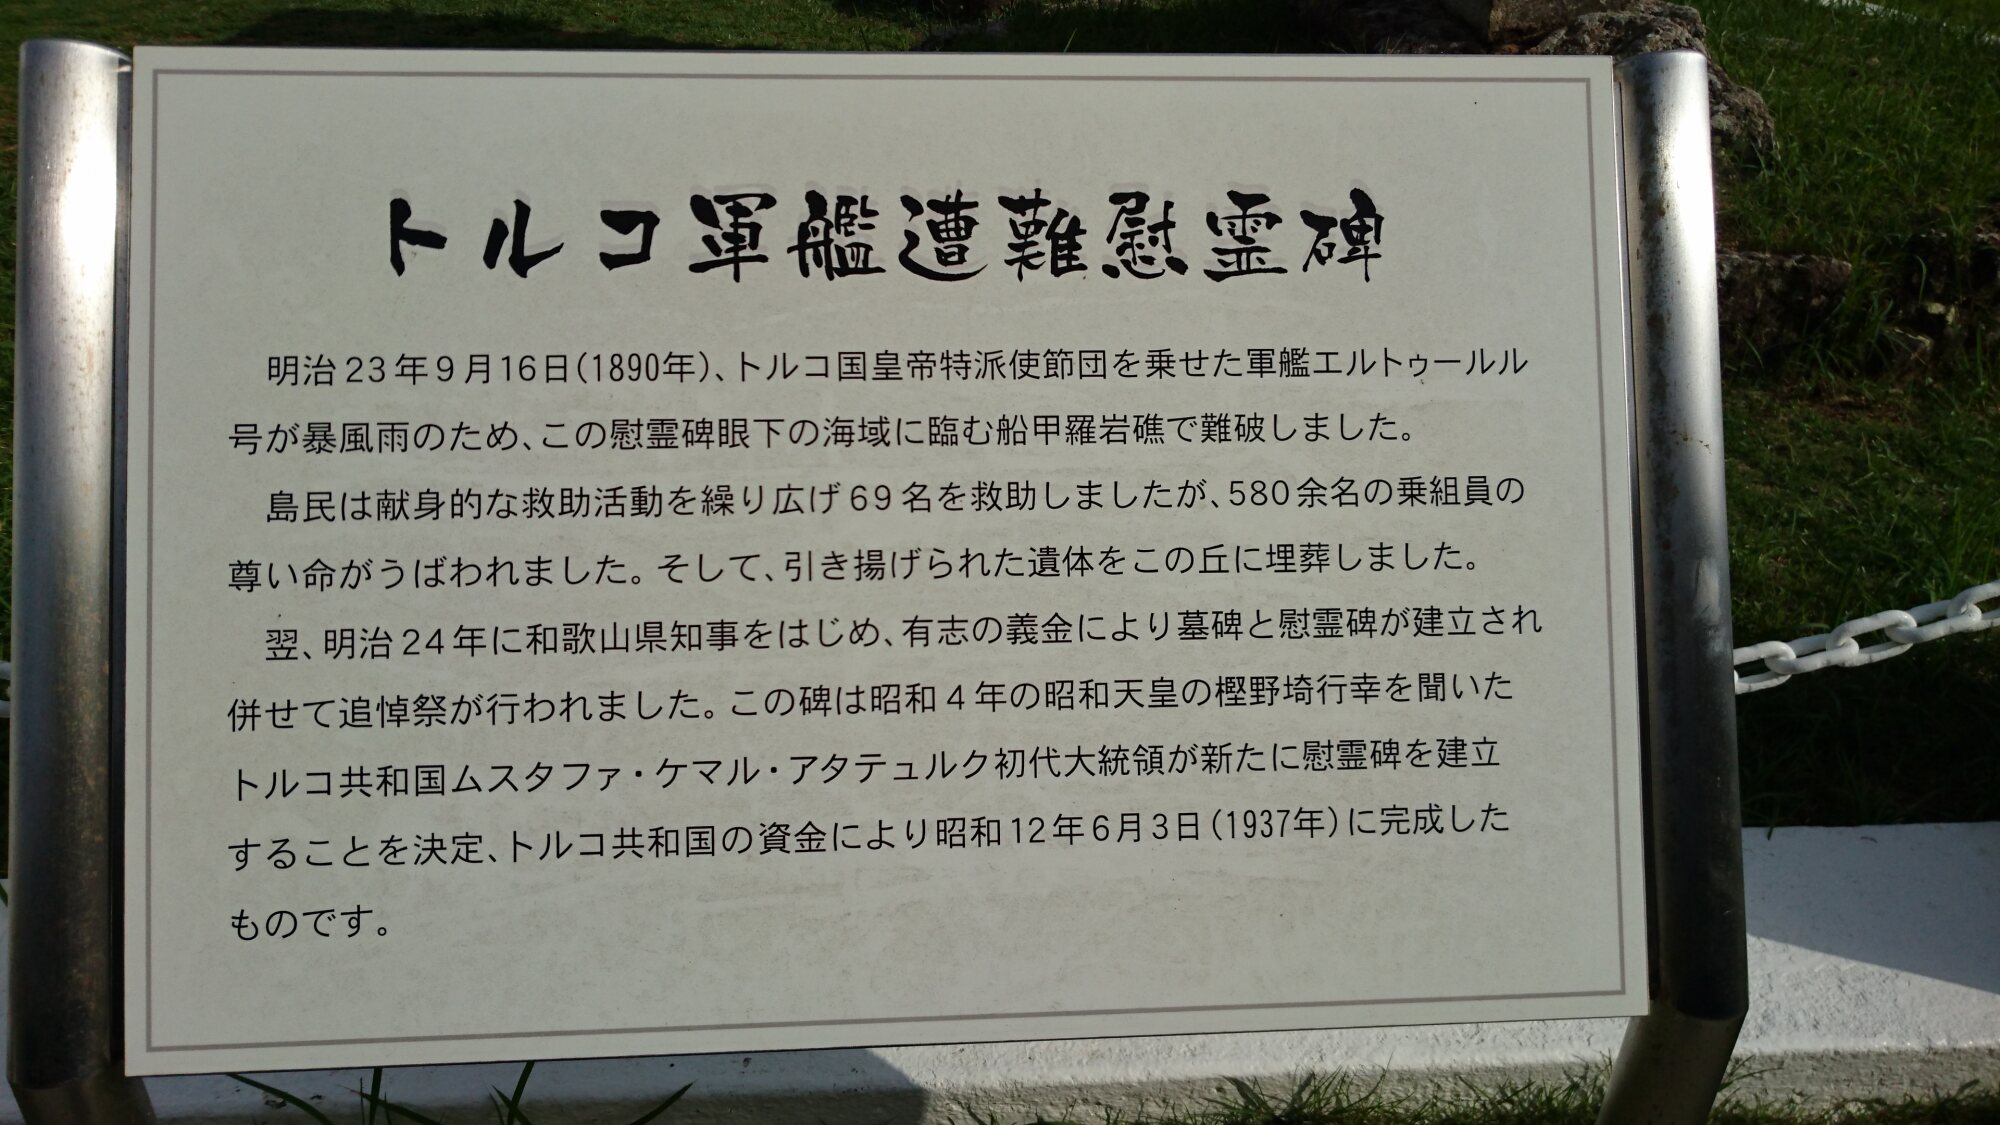 トルコ軍艦遭難慰霊碑
明治23年9月16日(1890年)、トルコ国皇帝特派使節団を乗せた軍艦エルトゥールル
号が暴風雨のため、この慰霊碑眼下の海域に臨む船甲羅岩礁で難破しました。
島民は献身的な救助活動を繰り広げ69名を救助しましたが、580余名の乗組員の
尊い命がうばわれました。そして、引き揚げられた遺体をこの丘に埋葬しました。
翌、明治24年に和歌山県知事をはじめ、有志の義金により墓碑と慰霊碑が建立され
併せて追悼祭が行われました。この碑は昭和4年の昭和天皇の樫野埼行幸を聞いた
トルコ共和国ムスタファ・ケマル・アタテュルク初代大統領が新たに慰霊碑を建立
することを決定、トルコ共和国の資金により昭和12年6月3日(1937年)に完成した
ものです。